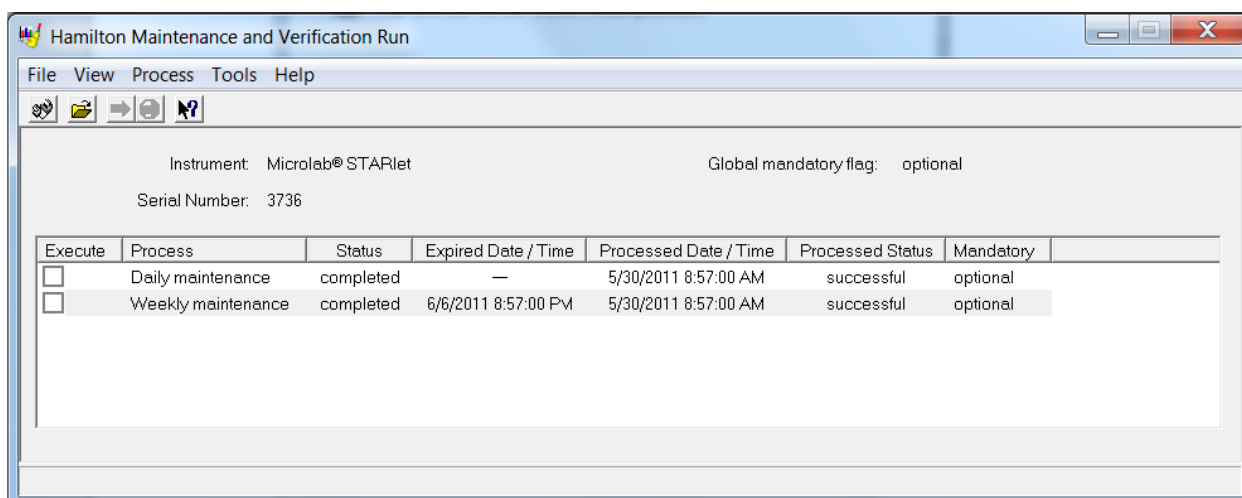 Hamilton Maintenance and Verification Run
File View Process Tools Help
Instrument: Microlab® STARlet Global mandatory flag: optional
Serial Number: 3736
Execute Process Status Expired Date / Time Processed Date / Time Processed Status Mandatory
Daily maintenance completed — 5/30/2011 8:57:00 AM successful optional
Weekly maintenance completed 6/6/2011 8:57:00 PM 5/30/2011 8:57:00 AM successful optional